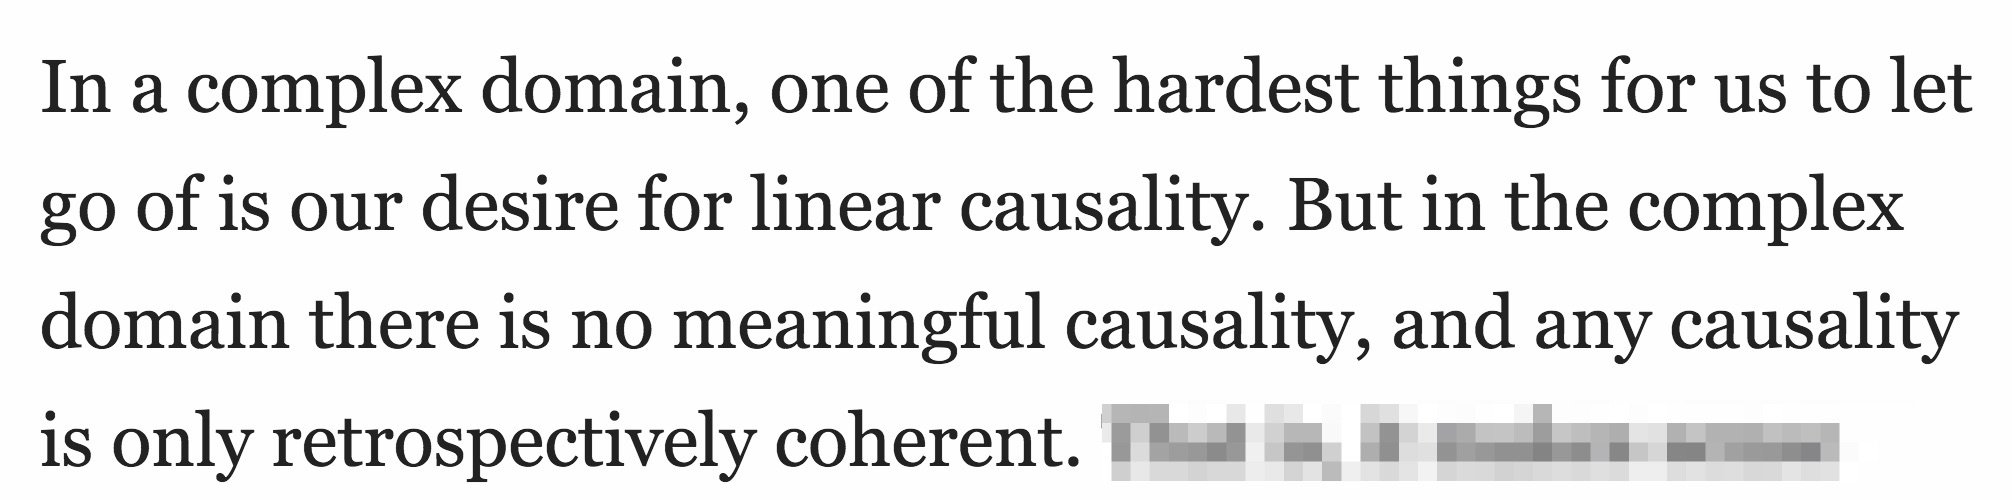 In a complex domain, one of the hardest things for us to let
go of is our desire for linear causality. But in the complex
domain there is no meaningful causality, and any causality
is only retrospectively coherent.